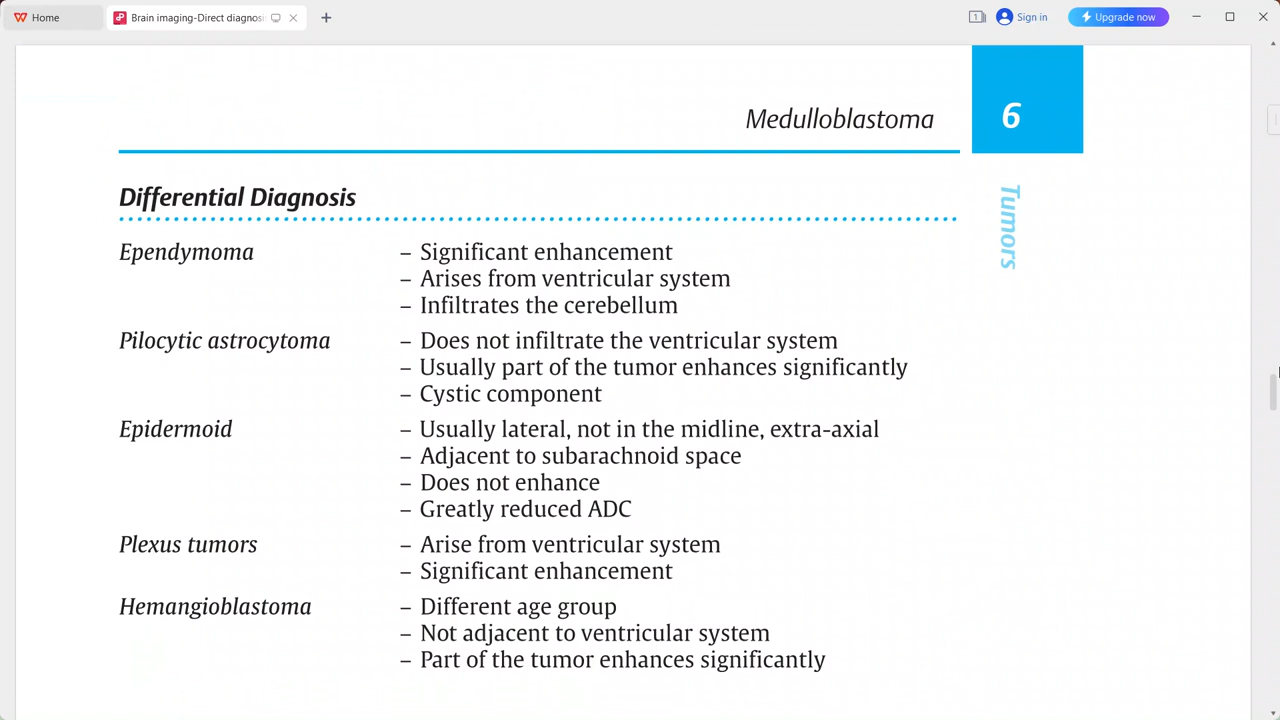 Home
Brain imaging-Direct diagnosi
1
Sign in
Upgrade now
Medulloblastoma
6
Tumors
Differential Diagnosis
Ependymoma – Significant enhancement
– Arises from ventricular system
– Infiltrates the cerebellum
Pilocytic astrocytoma – Does not infiltrate the ventricular system
– Usually part of the tumor enhances significantly
– Cystic component
Epidermoid – Usually lateral, not in the midline, extra-axial
– Adjacent to subarachnoid space
– Does not enhance
– Greatly reduced ADC
Plexus tumors – Arise from ventricular system
– Significant enhancement
Hemangioblastoma – Different age group
– Not adjacent to ventricular system
– Part of the tumor enhances significantly